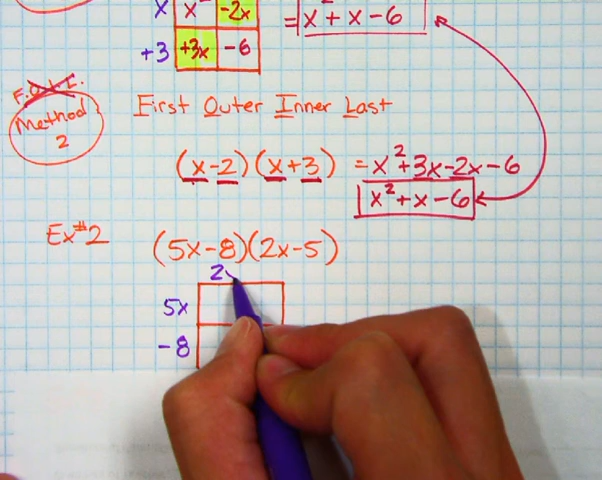 x x² -2x = x² + x - 6
+3 +3x -6
F.O.I.L.
Method 2
First Outer Inner Last
(x-2)(x+3) = x²+3x-2x-6
x²+x-6
Ex#2 (5x-8)(2x-5)
2x
5x
-8